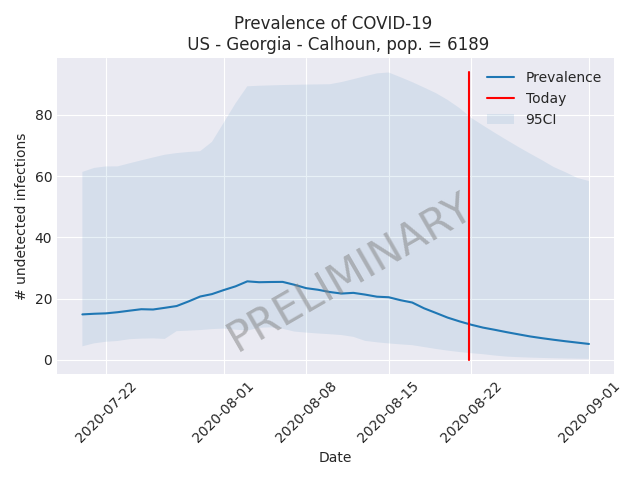 Prevalence of COVID-19
US - Georgia - Calhoun, pop. = 6189
Prevalence
Today
95CI
# undetected infections
80
60
40
20
0
PRELIMINARY
2020-07-22
2020-08-01
2020-08-08
2020-08-15
2020-08-22
2020-09-01
Date